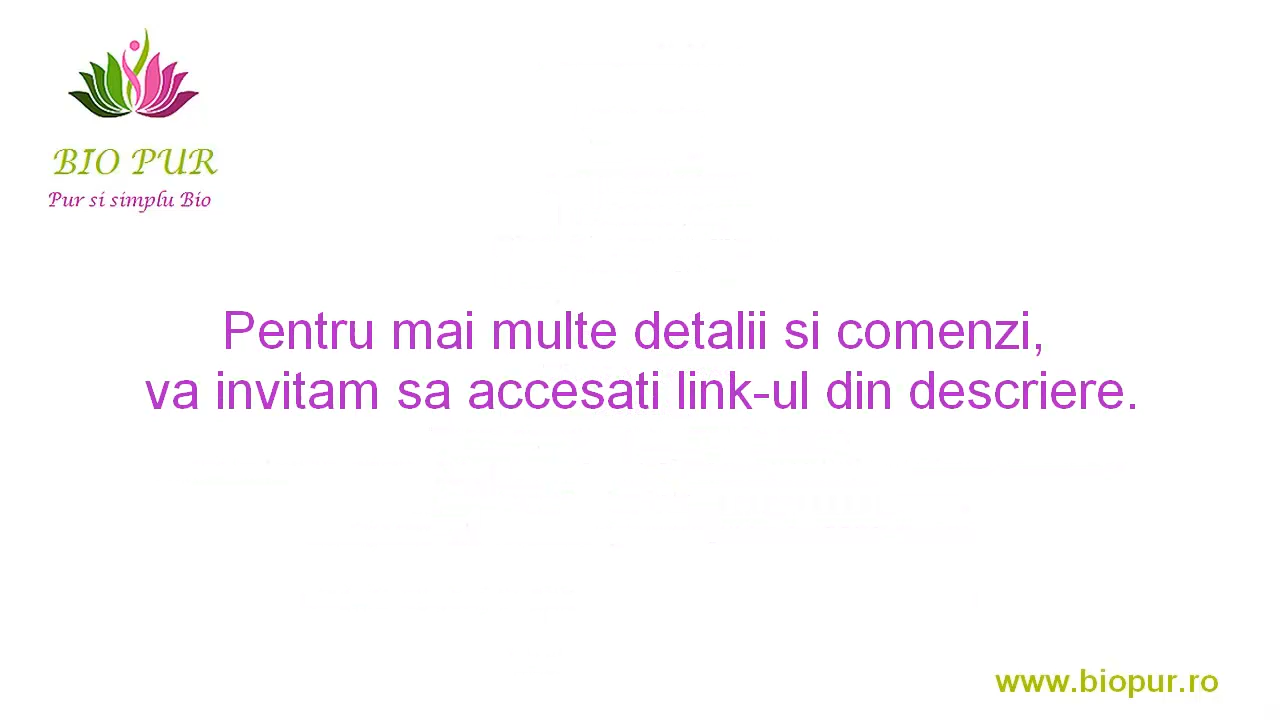 BIO PUR
Pur si simplu Bio
Pentru mai multe detalii si comenzi,
va invitam sa accesati link-ul din descriere.
www.biopur.ro